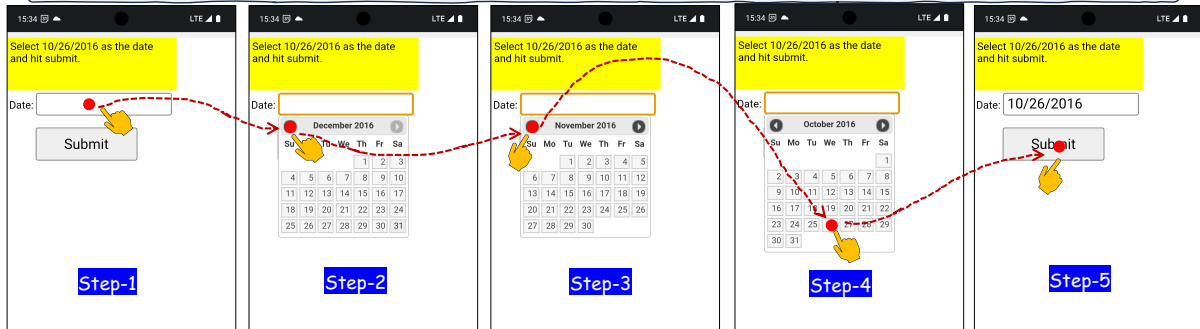 15:34 LTE
Select 10/26/2016 as the date
and hit submit.
Date:
Submit
Step-1
15:34 LTE
Select 10/26/2016 as the date
and hit submit.
Date:
December 2016
Su Tu We Th Fr Sa
1 2 3
4 5 6 7 8 9 10
11 12 13 14 15 16 17
18 19 20 21 22 23 24
25 26 27 28 29 30 31
Step-2
15:34 LTE
Select 10/26/2016 as the date
and hit submit.
Date:
November 2016
Su Mo Tu We Th Fr Sa
1 2 3 4 5
6 7 8 9 10 11 12
13 14 15 16 17 18 19
20 21 22 23 24 25 26
27 28 29 30
Step-3
15:34 LTE
Select 10/26/2016 as the date
and hit submit.
Date:
October 2016
Su Mo Tu We Th Fr Sa
1
2 3 4 5 6 7 8
9 10 11 12 13 14 15
16 17 18 19 20 21 22
23 24 25 27 28 29
30 31
Step-4
15:34 LTE
Select 10/26/2016 as the date
and hit submit.
Date: 10/26/2016
Submit
Step-5